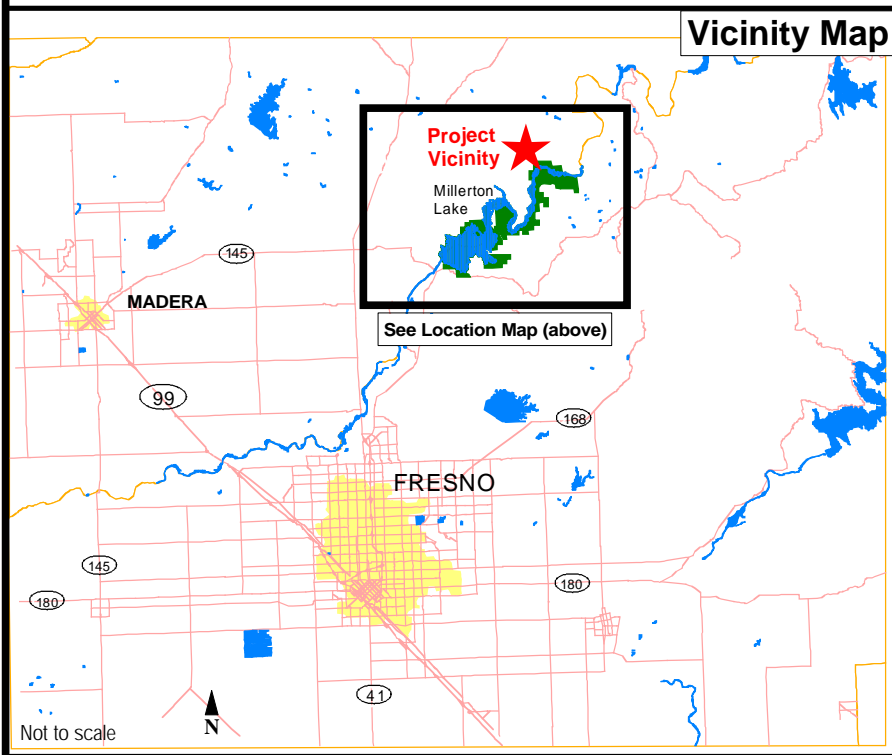 Vicinity Map
Project
Vicinity
Millerton
Lake
145
MADERA
See Location Map (above)
99
168
FRESNO
145
180
180
41
N
Not to scale